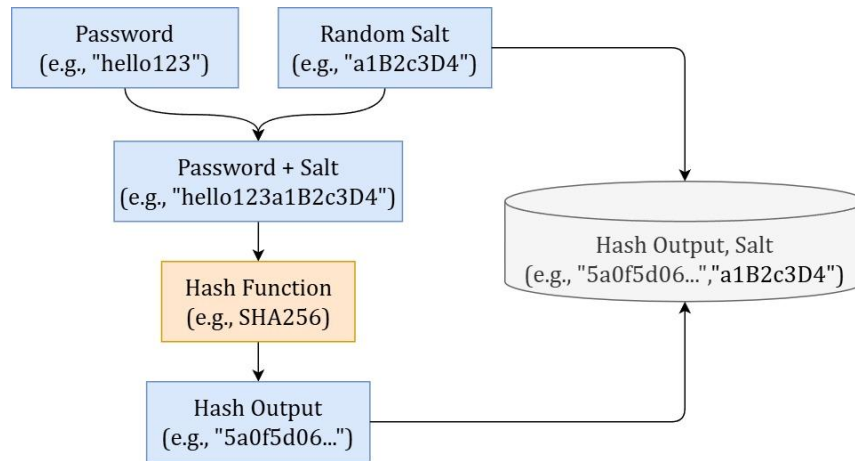 Password
(e.g., "hello123")
Random Salt
(e.g., "a1B2c3D4")
Password + Salt
(e.g., "hello123a1B2c3D4")
Hash Function
(e.g., SHA256)
Hash Output
(e.g., "5a0f5d06...")
Hash Output, Salt
(e.g., "5a0f5d06...","a1B2c3D4")